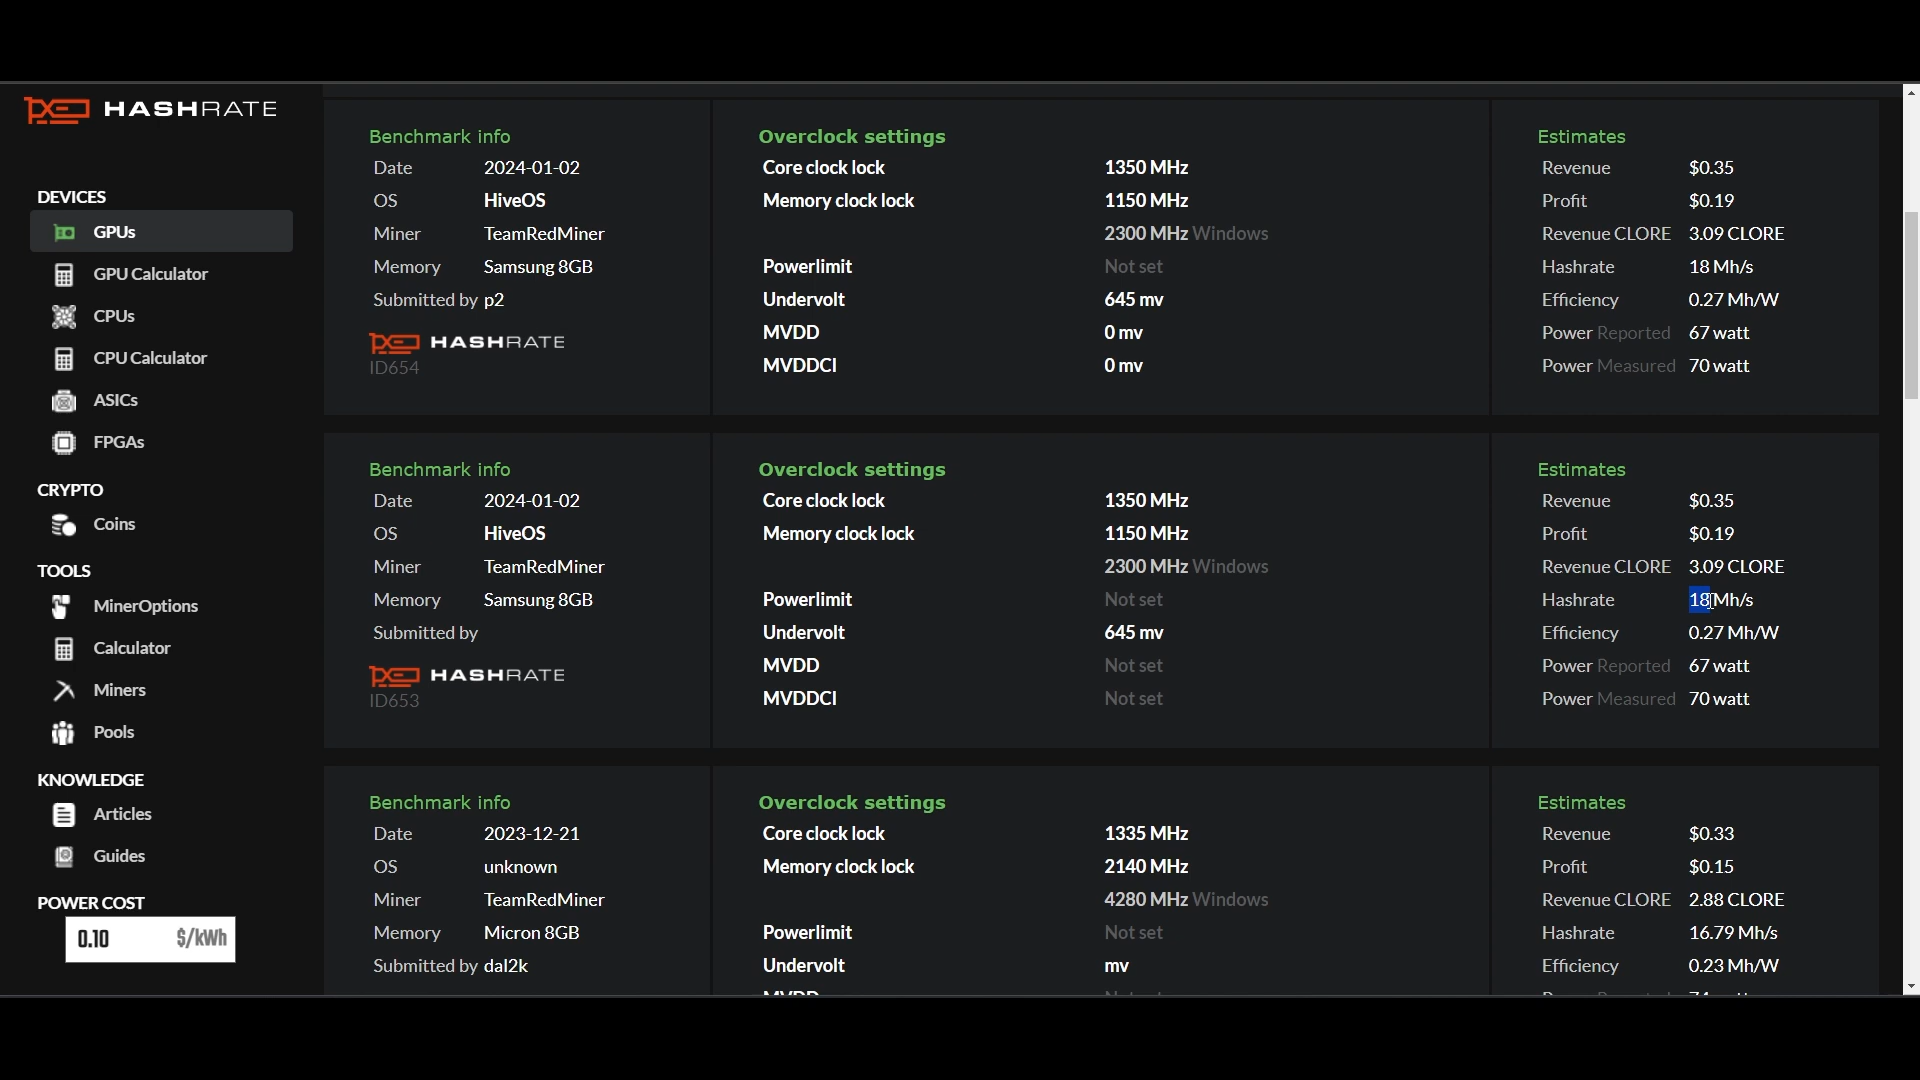 HASHRATE
DEVICES
GPUs
GPU Calculator
CPUs
CPU Calculator
ASICs
FPGAs
CRYPTO
Coins
TOOLS
MinerOptions
Calculator
Miners
Pools
KNOWLEDGE
Articles
Guides
POWER COST
0.10 $/kWh
Benchmark info
Date 2024-01-02
OS HiveOS
Miner TeamRedMiner
Memory Samsung 8GB
Submitted by p2
HASHRATE
ID654
Overclock settings
Core clock lock 1350 MHz
Memory clock lock 1150 MHz
2300 MHz Windows
Powerlimit Not set
Undervolt 645 mv
MVDD 0 mv
MVDDCI 0 mv
Estimates
Revenue $0.35
Profit $0.19
Revenue CLORE 3.09 CLORE
Hashrate 18 Mh/s
Efficiency 0.27 Mh/W
Power Reported 67 watt
Power Measured 70 watt
Benchmark info
Date 2024-01-02
OS HiveOS
Miner TeamRedMiner
Memory Samsung 8GB
Submitted by
HASHRATE
ID653
Overclock settings
Core clock lock 1350 MHz
Memory clock lock 1150 MHz
2300 MHz Windows
Powerlimit Not set
Undervolt 645 mv
MVDD Not set
MVDDCI Not set
Estimates
Revenue $0.35
Profit $0.19
Revenue CLORE 3.09 CLORE
Hashrate 18 Mh/s
Efficiency 0.27 Mh/W
Power Reported 67 watt
Power Measured 70 watt
Benchmark info
Date 2023-12-21
OS unknown
Miner TeamRedMiner
Memory Micron 8GB
Submitted by dal2k
Overclock settings
Core clock lock 1335 MHz
Memory clock lock 2140 MHz
4280 MHz Windows
Powerlimit Not set
Undervolt mv
Estimates
Revenue $0.33
Profit $0.15
Revenue CLORE 2.88 CLORE
Hashrate 16.79 Mh/s
Efficiency 0.23 Mh/W